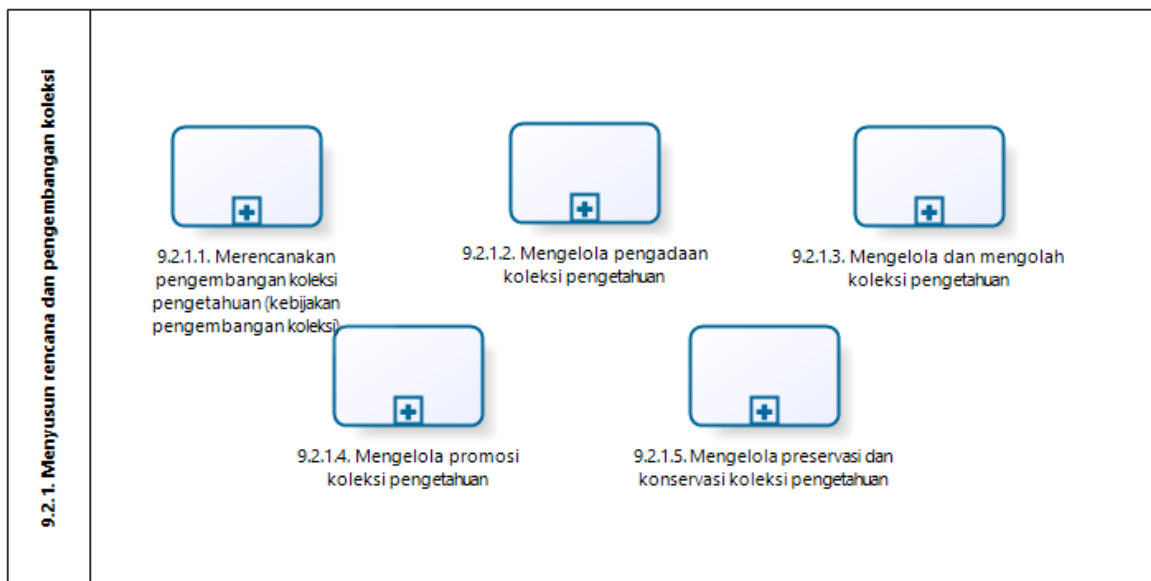 9.2.1. Menyusun rencana dan pengembangan koleksi
9.2.1.1. Merencanakan
pengembangan koleksi
pengetahuan (kebijakan
pengembangan koleksi)
9.2.1.2. Mengelola pengadaan
koleksi pengetahuan
9.2.1.3. Mengelola dan mengolah
koleksi pengetahuan
9.2.1.4. Mengelola promosi
koleksi pengetahuan
9.2.1.5. Mengelola preservasi dan
konservasi koleksi pengetahuan